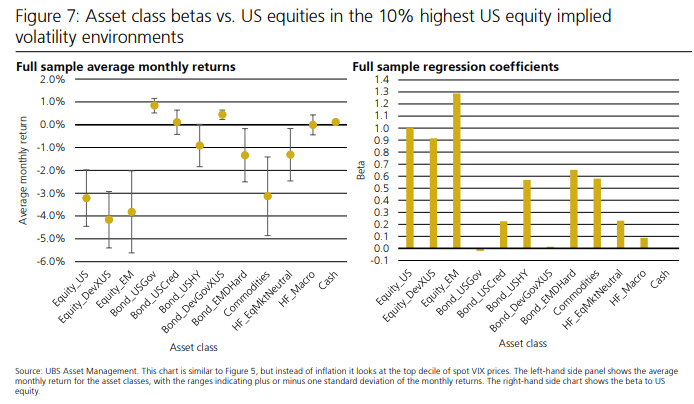 Figure 7: Asset class betas vs. US equities in the 10% highest US equity implied
volatility environments
Full sample average monthly returns
2.0%
1.0%
0.0%
-1.0%
-2.0%
-3.0%
-4.0%
-5.0%
-6.0%
Average monthly return
Equity_US
Equity_DevXUS
Equity_EM
Bond_USGov
Bond_USCred
Bond_USHY
Bond_DevGovXUS
Bond_EMDHard
Commodities
HF_EqMktNeutral
HF_Macro
Cash
Asset class
Full sample regression coefficients
1.4
1.3
1.2
1.1
1.0
0.9
0.8
0.7
0.6
0.5
0.4
0.3
0.2
0.1
0.0
-0.1
Beta
Equity_US
Equity_DevXUS
Equity_EM
Bond_USGov
Bond_USCred
Bond_USHY
Bond_DevGovXUS
Bond_EMDHard
Commodities
HF_EqMktNeutral
HF_Macro
Cash
Asset class
Source: UBS Asset Management. This chart is similar to Figure 5, but instead of inflation it looks at the top decile of spot VIX prices. The left-hand side panel shows the average
monthly return for the asset classes, with the ranges indicating plus or minus one standard deviation of the monthly returns. The right-hand side chart shows the beta to US
equity.